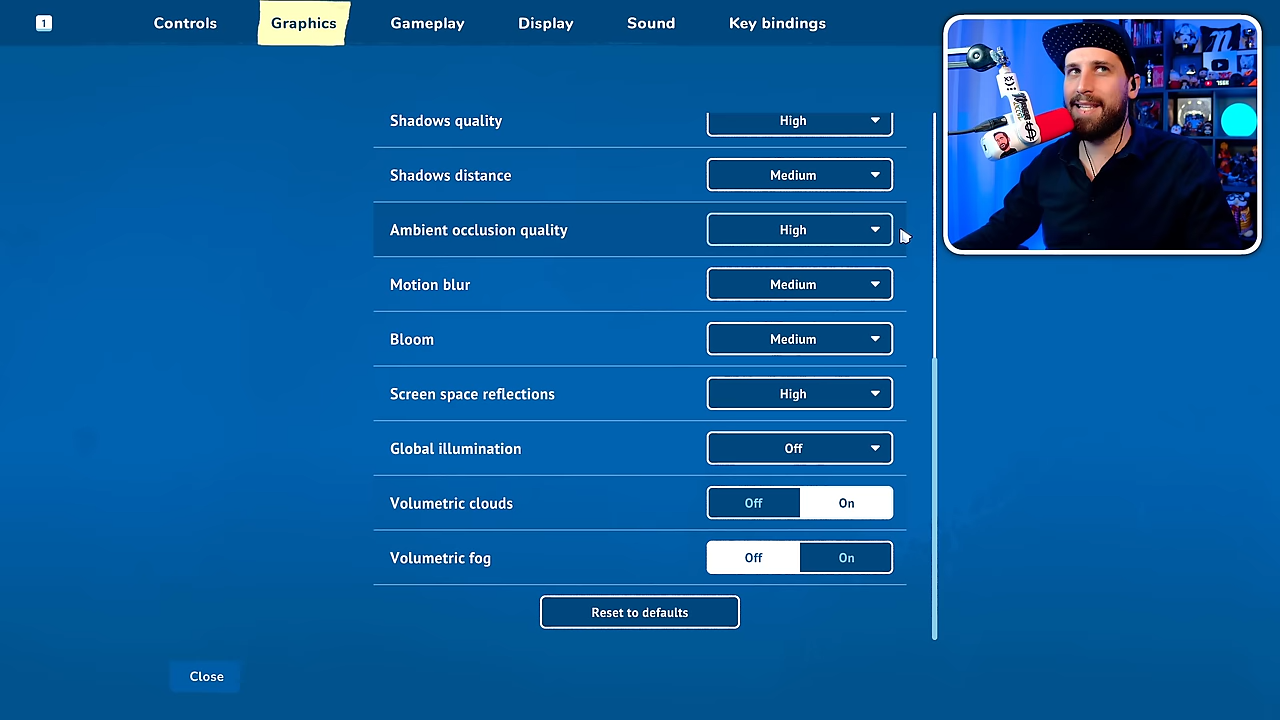 1 Controls Graphics Gameplay Display Sound Key bindings
Shadows quality High
Shadows distance Medium
Ambient occlusion quality High
Motion blur Medium
Bloom Medium
Screen space reflections High
Global illumination Off
Volumetric clouds Off On
Volumetric fog Off On
Reset to defaults
Close